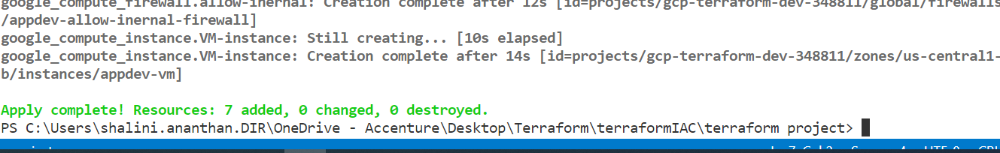 google_compute_firewall.allow-inernal: Creation complete after 12s [id=projects/gcp-terraform-dev-348811/global/firewalls
/appdev-allow-inernal-firewall]
google_compute_instance.VM-instance: Still creating... [10s elapsed]
google_compute_instance.VM-instance: Creation complete after 14s [id=projects/gcp-terraform-dev-348811/zones/us-central1-
b/instances/appdev-vm]
Apply complete! Resources: 7 added, 0 changed, 0 destroyed.
PS C:\Users\shalini.ananthan.DIR\OneDrive - Accenture\Desktop\Terraform\terraformIAC\terraform project>